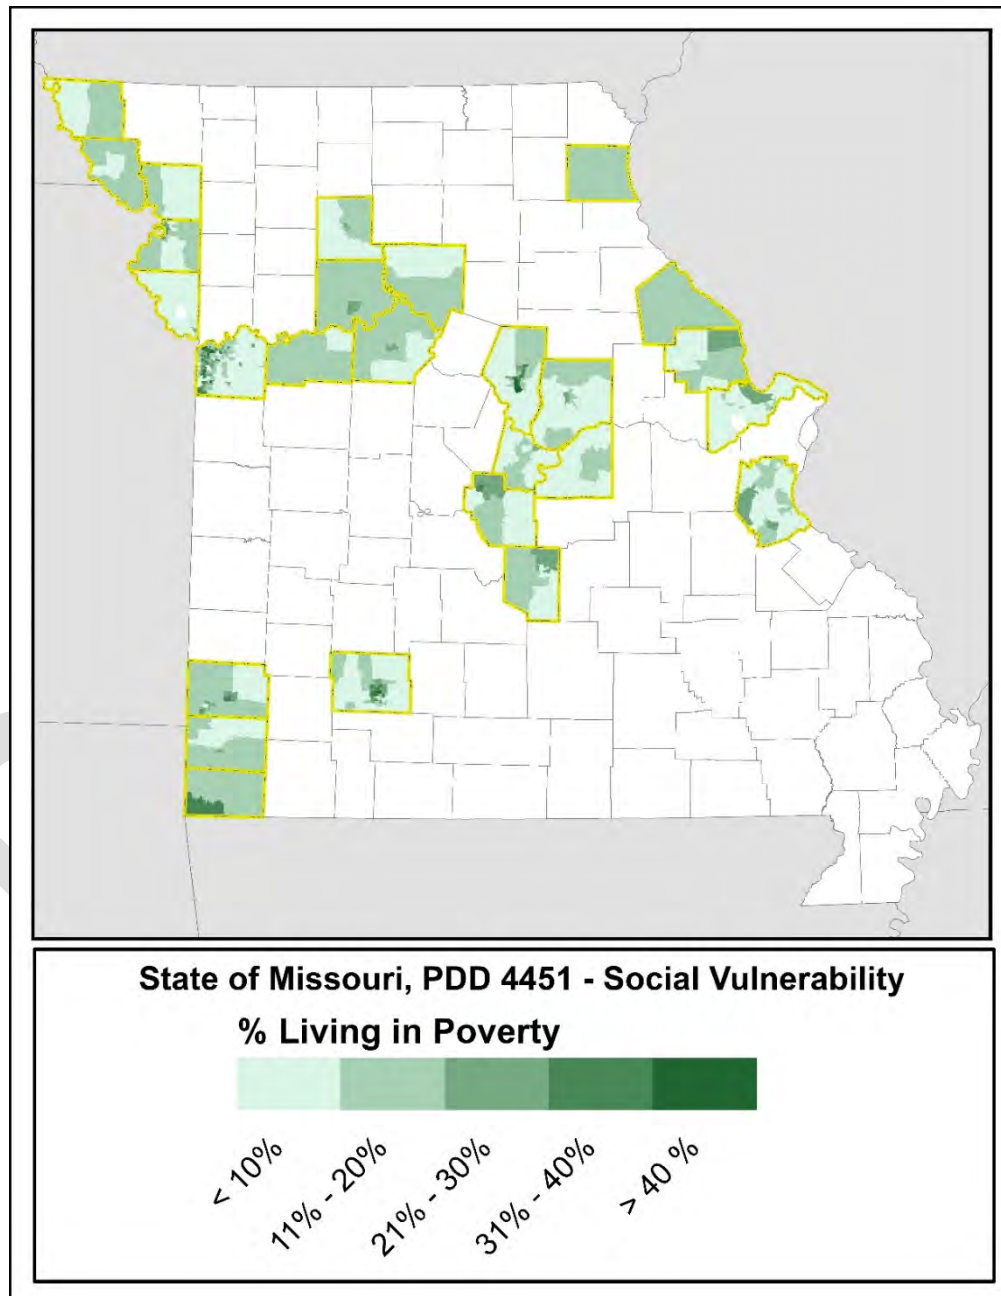 State of Missouri, PDD 4451 - Social Vulnerability
% Living in Poverty
< 10%
11% - 20%
21% - 30%
31% - 40%
> 40 %